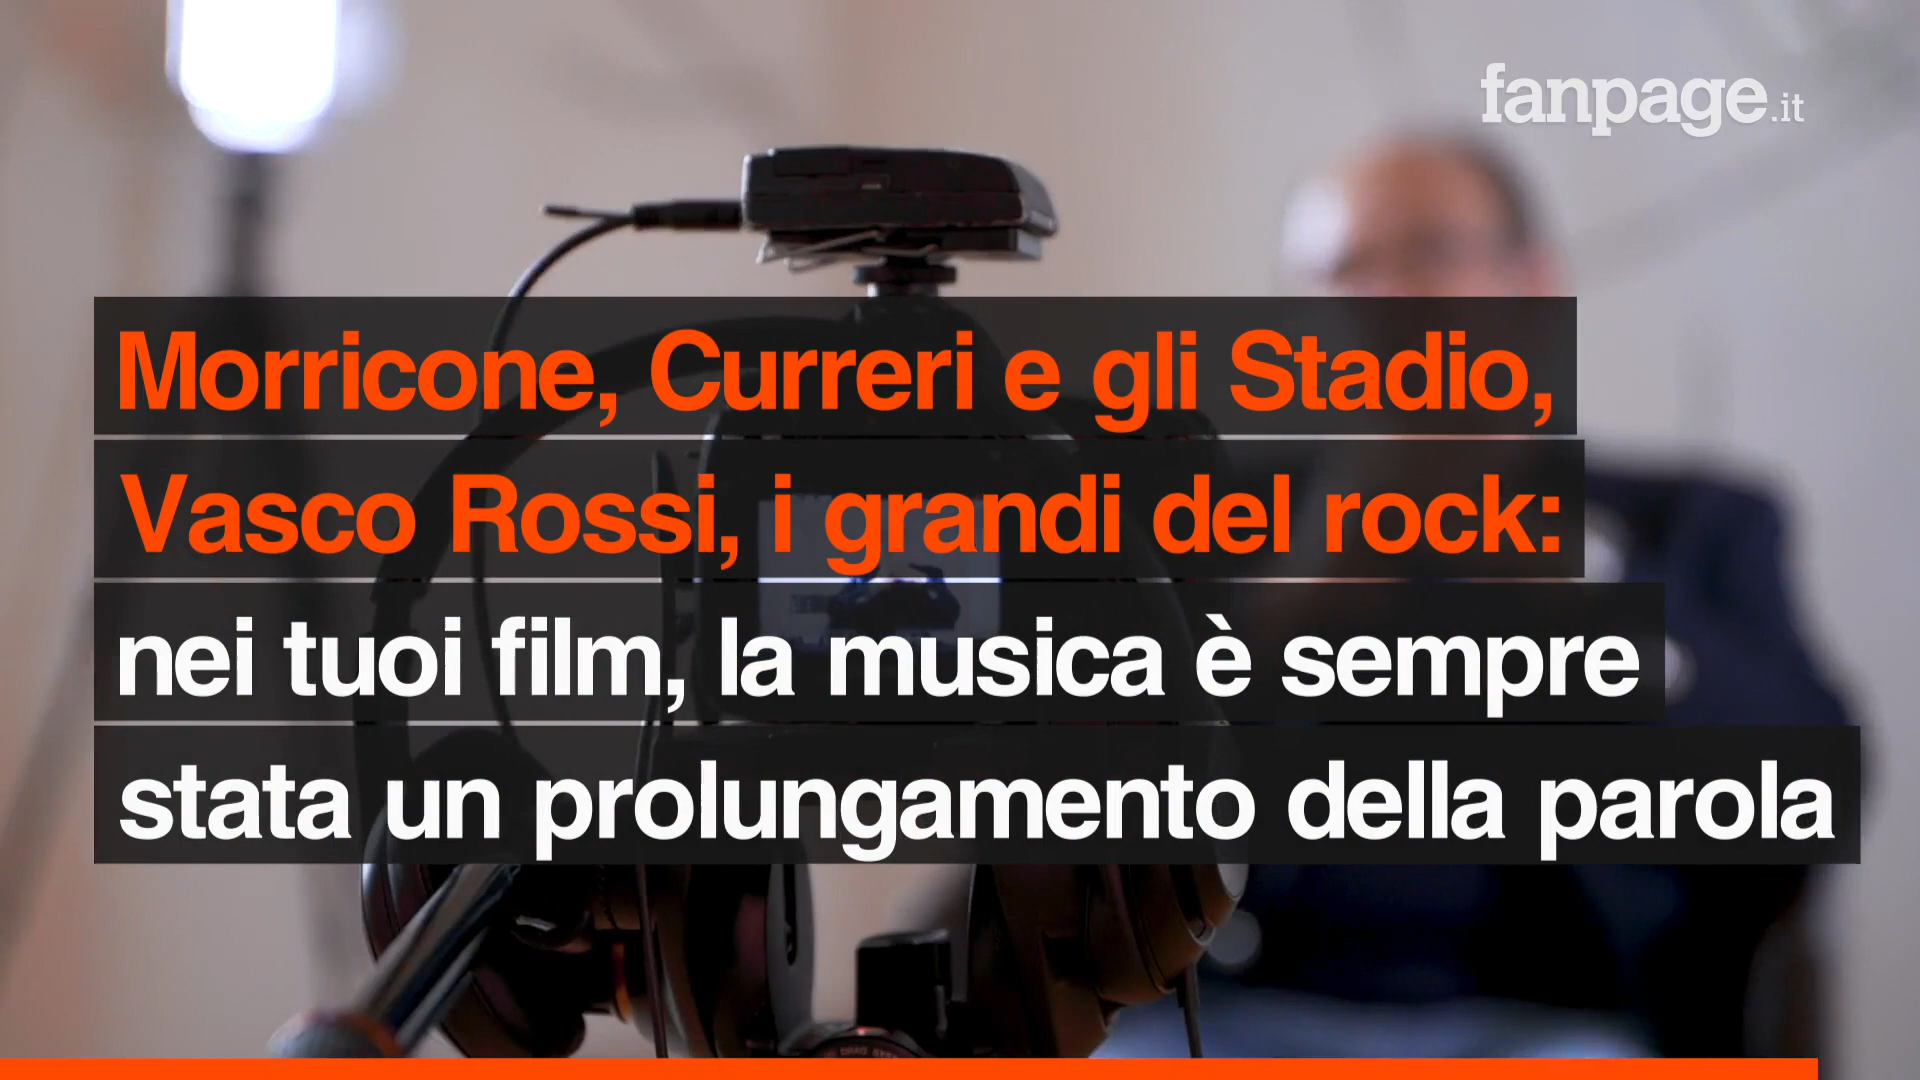 fanpage.it
Morricone, Curreri e gli Stadio,
Vasco Rossi, i grandi del rock:
nei tuoi film, la musica è sempre
stata un prolungamento della parola